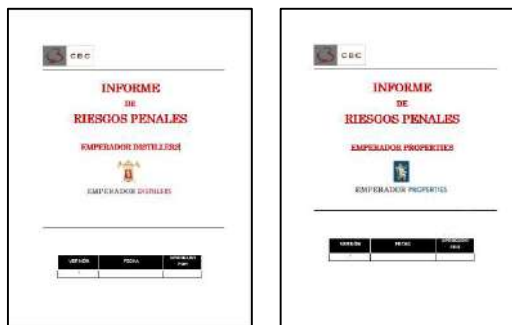 CBC
INFORME
DE
RIESGOS PENALES
EMPERADOR DISTILLERS
EMPERADOR DISTILLERS
VERSIÓN FECHA
CBC
INFORME
DE
RIESGOS PENALES
EMPERADOR PROPERTIES
EMPERADOR PROPERTIES
VERSIÓN FECHA